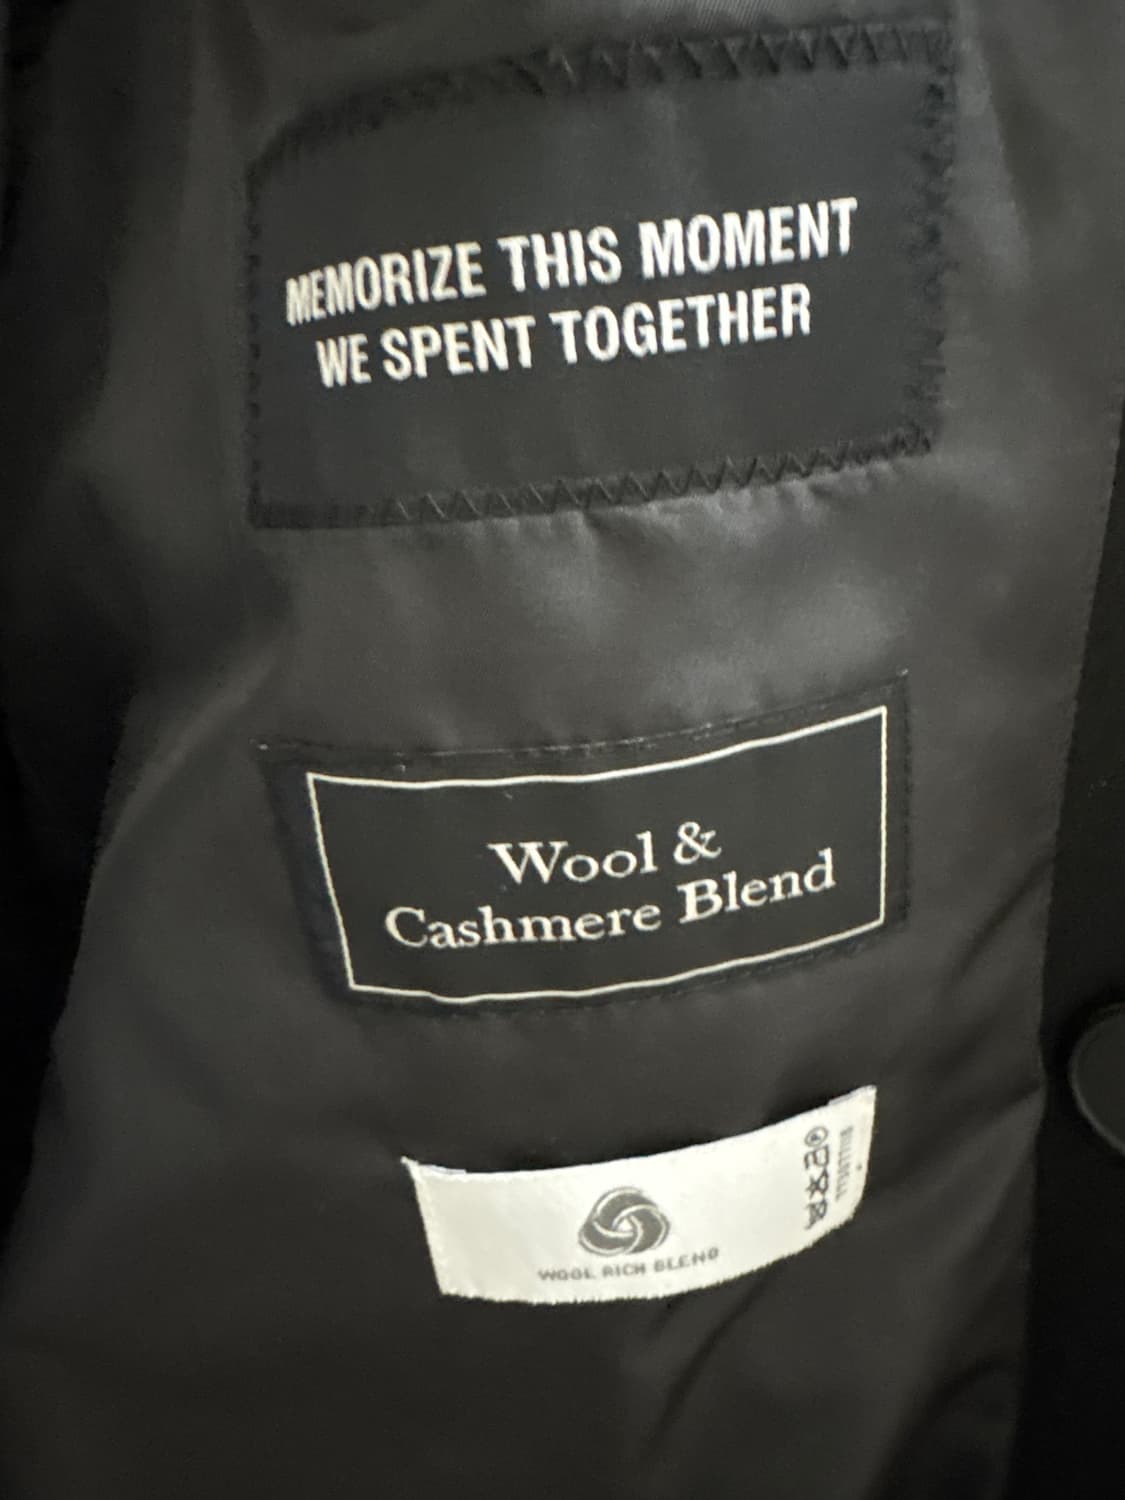 MEMORIZE THIS MOMENT
WE SPENT TOGETHER
Wool &
Cashmere Blend
WOOL RICH BLEND